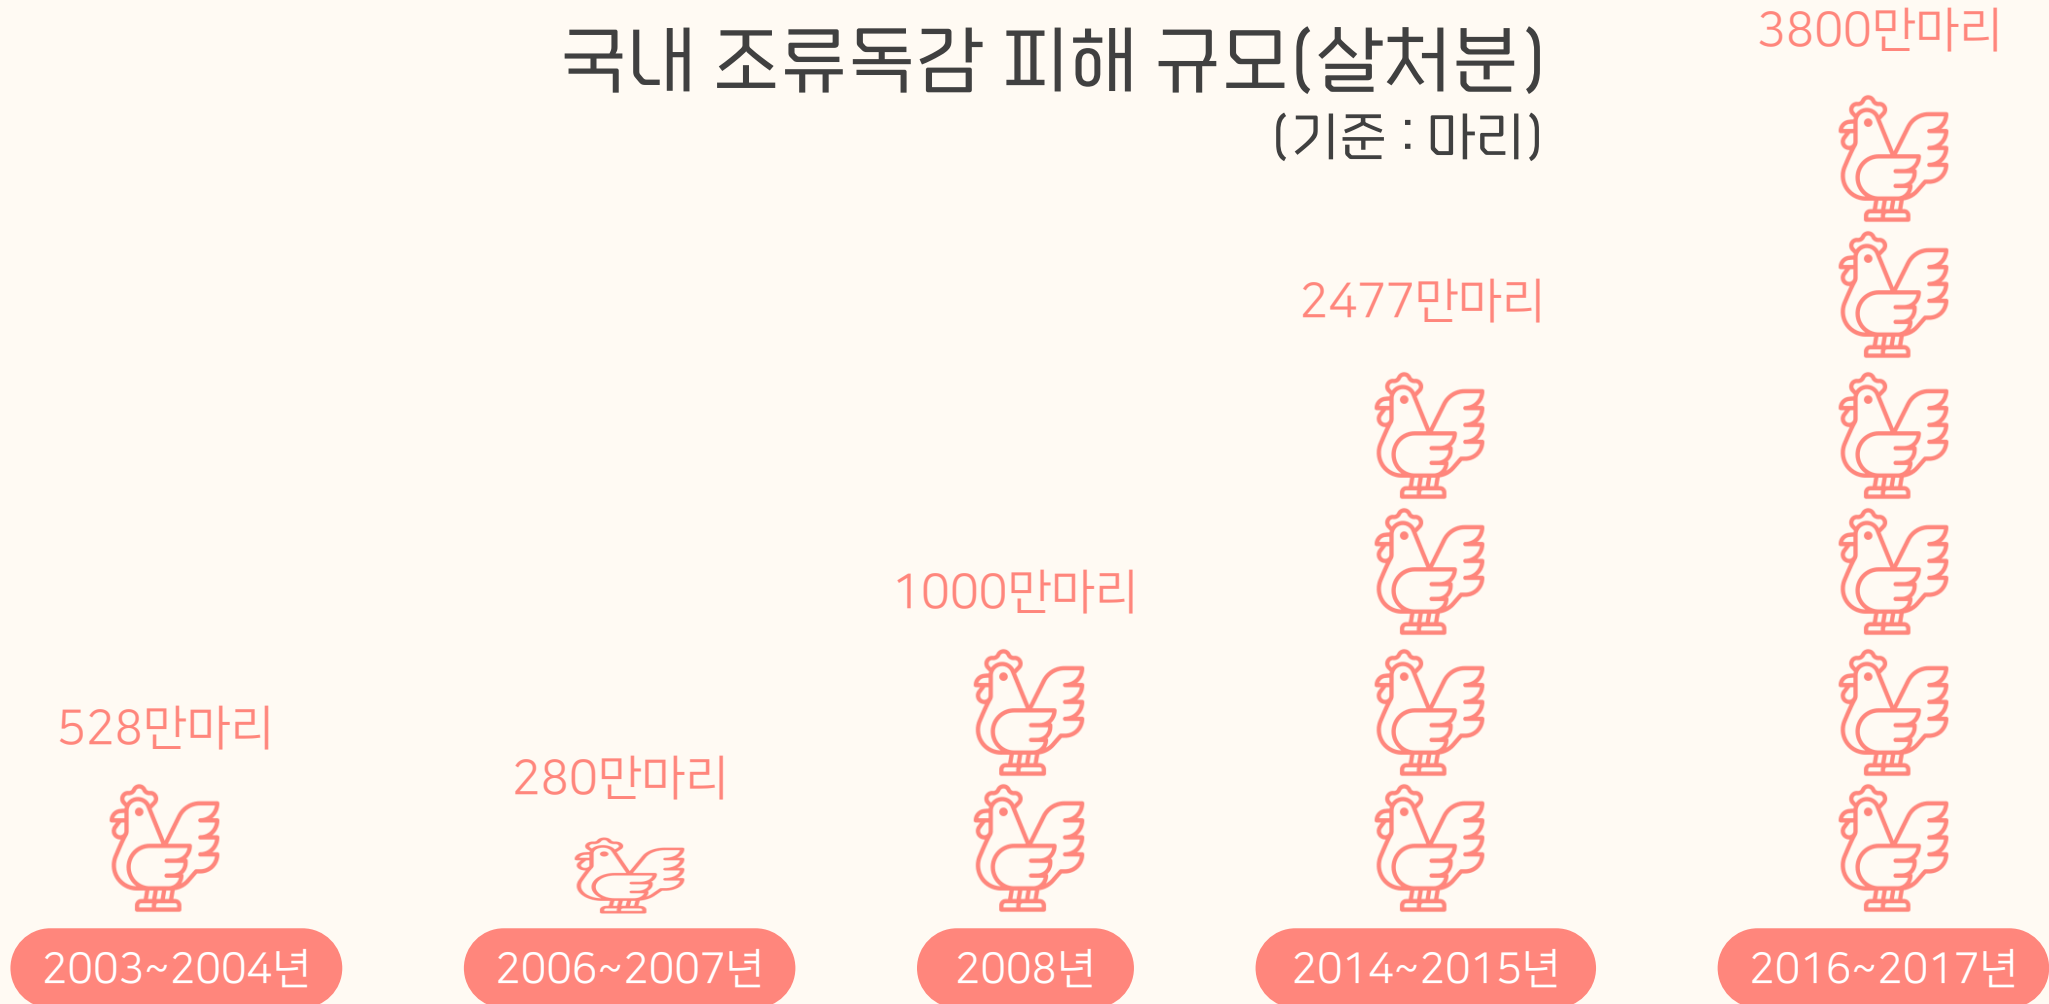 국내 조류독감 피해 규모(살처분)
(기준 : 마리)
3800만마리
2477만마리
1000만마리
528만마리
280만마리
2003~2004년
2006~2007년
2008년
2014~2015년
2016~2017년